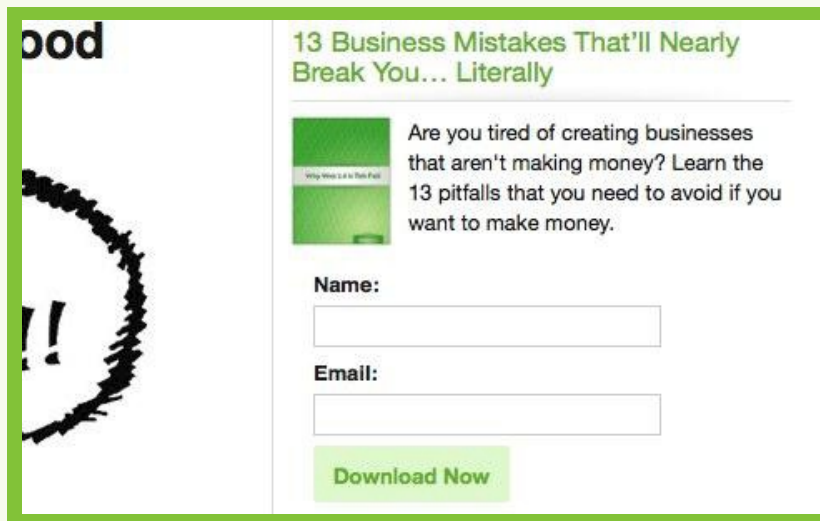 ood
!!
13 Business Mistakes That'll Nearly
Break You… Literally
Are you tired of creating businesses
that aren't making money? Learn the
13 pitfalls that you need to avoid if you
want to make money.
Name:
Email:
Download Now